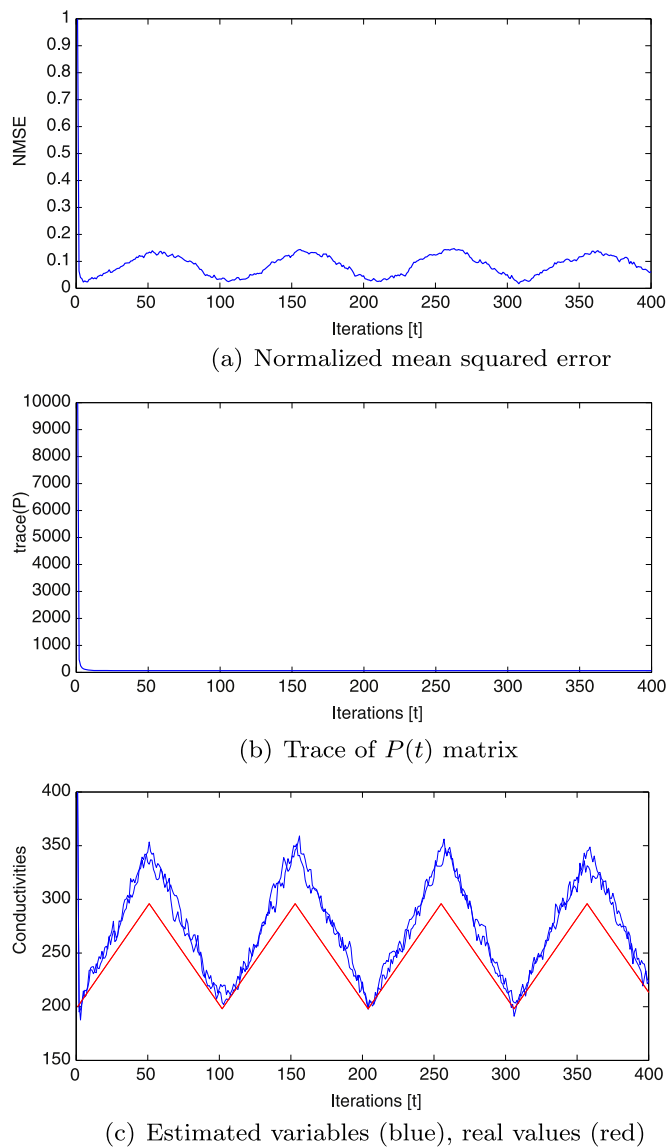 1
0.9
0.8
0.7
0.6
0.5
0.4
0.3
0.2
0.1
0
NMSE
0 50 100 150 200 250 300 350 400
Iterations [t]
(a) Normalized mean squared error
10000
9000
8000
7000
6000
5000
4000
3000
2000
1000
0
trace(P)
0 50 100 150 200 250 300 350 400
Iterations [t]
(b) Trace of P(t) matrix
400
350
300
250
200
150
Conductivities
0 50 100 150 200 250 300 350 400
Iterations [t]
(c) Estimated variables (blue), real values (red)